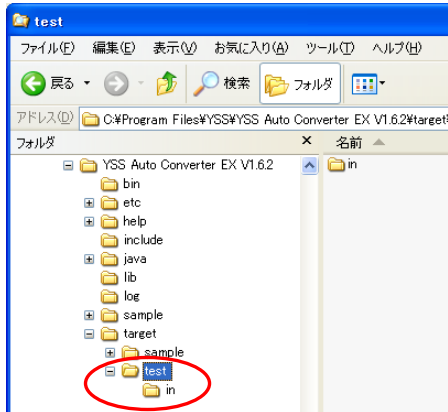 test
ファイル(F) 編集(E) 表示(V) お気に入り(A) ツール(T) ヘルプ(H)
戻る 検索 フォルダ
アドレス(D) C:¥Program Files¥YSS¥YSS Auto Converter EX V1.6.2¥target¥
フォルダ × 名前
YSS Auto Converter EX V1.6.2 in
bin
etc
help
include
java
lib
log
sample
target
sample
test
in